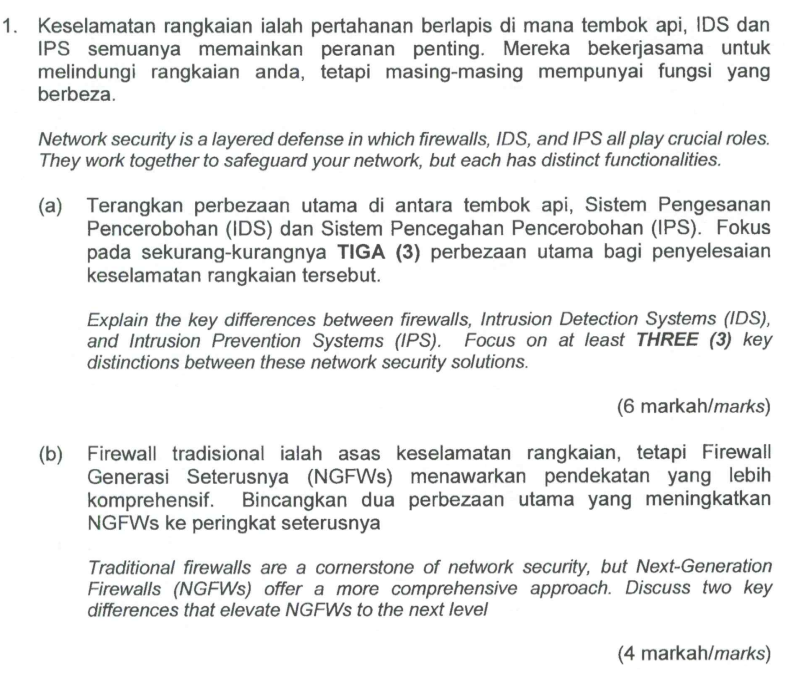 1. Keselamatan rangkaian ialah pertahanan berlapis di mana tembok api, IDS dan
IPS semuanya memainkan peranan penting. Mereka bekerjasama untuk
melindungi rangkaian anda, tetapi masing-masing mempunyai fungsi yang
berbeza.
Network security is a layered defense in which firewalls, IDS, and IPS all play crucial roles.
They work together to safeguard your network, but each has distinct functionalities.
(a) Terangkan perbezaan utama di antara tembok api, Sistem Pengesanan
Pencerobohan (IDS) dan Sistem Pencegahan Pencerobohan (IPS). Fokus
pada sekurang-kurangnya TIGA (3) perbezaan utama bagi penyelesaian
keselamatan rangkaian tersebut.
Explain the key differences between firewalls, Intrusion Detection Systems (IDS),
and Intrusion Prevention Systems (IPS). Focus on at least THREE (3) key
distinctions between these network security solutions.
(6 markah/marks)
(b) Firewall tradisional ialah asas keselamatan rangkaian, tetapi Firewall
Generasi Seterusnya (NGFWs) menawarkan pendekatan yang lebih
komprehensif. Bincangkan dua perbezaan utama yang meningkatkan
NGFWs ke peringkat seterusnya
Traditional firewalls are a cornerstone of network security, but Next-Generation
Firewalls (NGFWs) offer a more comprehensive approach. Discuss two key
differences that elevate NGFWs to the next level
(4 markah/marks)